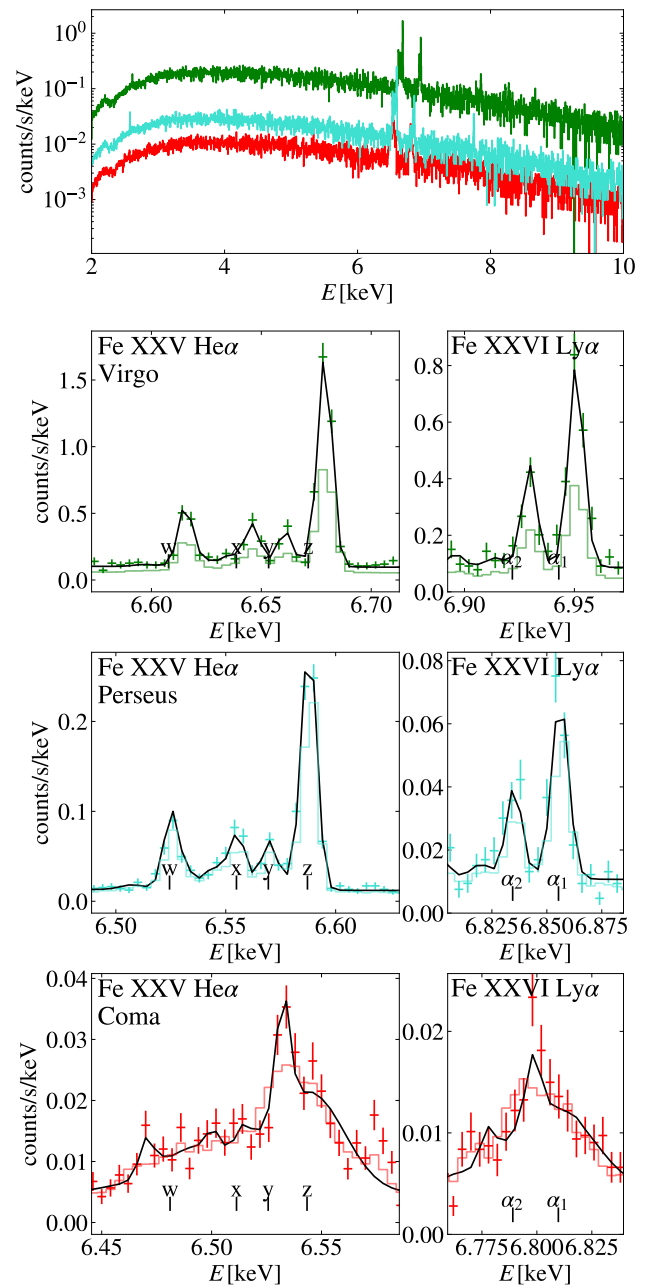 10⁰
10⁻¹
10⁻²
10⁻³
counts/s/keV
2 4 6 8 10
E [keV]
Fe XXV Heα
Virgo
1.5
1.0
0.5
0.0
counts/s/keV
w x y z
6.60 6.65 6.70
E [keV]
Fe XXVI Lyα
0.8
0.6
0.4
0.2
0.0
α₂ α₁
6.90 6.95
E [keV]
Fe XXV Heα
Perseus
0.2
0.1
0.0
counts/s/keV
w x y z
6.50 6.55 6.60
E [keV]
Fe XXVI Lyα
0.08
0.06
0.04
0.02
0.00
α₂ α₁
6.825 6.850 6.875
E [keV]
Fe XXV Heα
Coma
0.04
0.03
0.02
0.01
0.00
counts/s/keV
w x y z
6.45 6.50 6.55
E [keV]
Fe XXVI Lyα
0.02
0.01
0.00
α₂ α₁
6.775 6.800 6.825
E [keV]